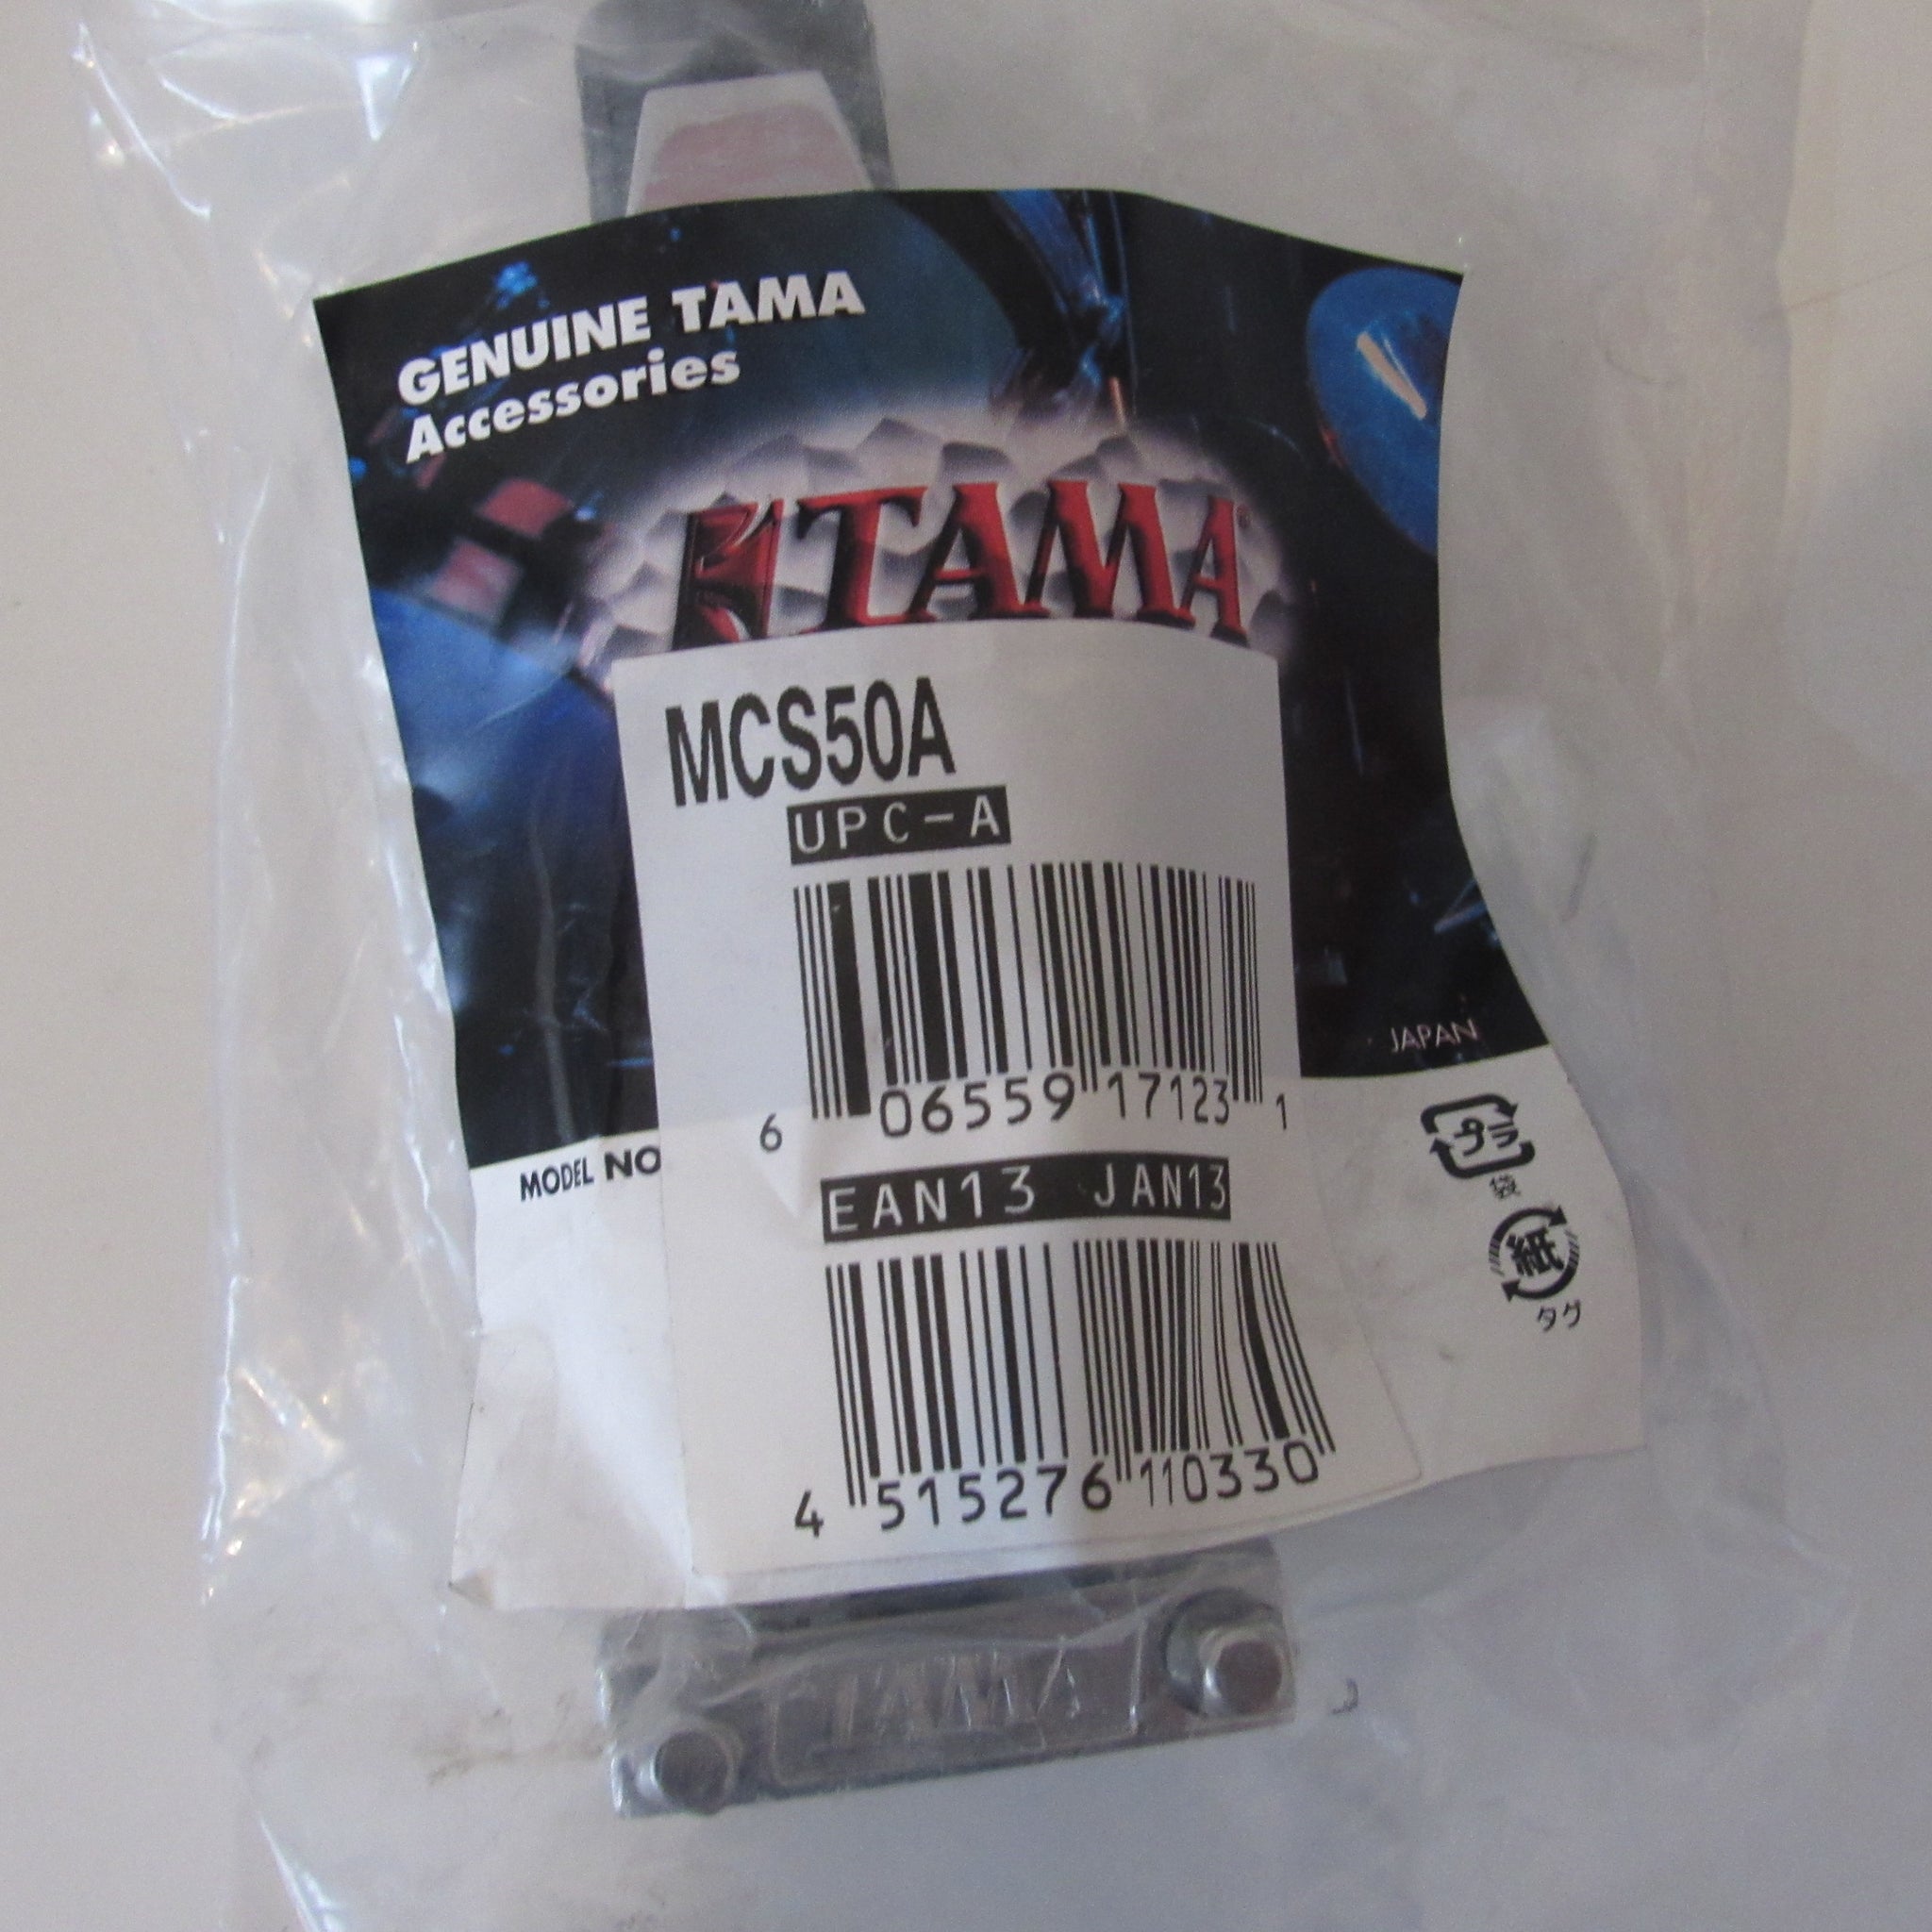 GENUINE TAMA
Accessories
TAMA®
MCS50A
UPC-A
6 06559 17123 1
JAPAN
MODEL NO
プラ
袋
EAN13 JAN13
紙
タグ
4 515276 110330
TAMA